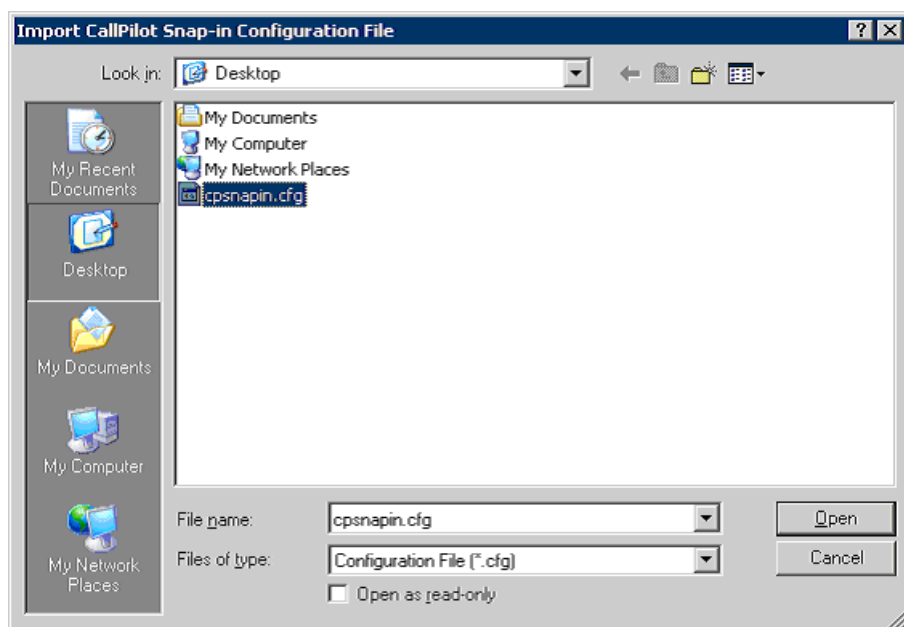 Import CallPilot Snap-in Configuration File
Look in:
Desktop
My Recent
Documents
Desktop
My Documents
My Computer
My Network
Places
My Documents
My Computer
My Network Places
cpsnapin.cfg
File name:
cpsnapin.cfg
Open
Files of type:
Configuration File (*.cfg)
Cancel
Open as read-only